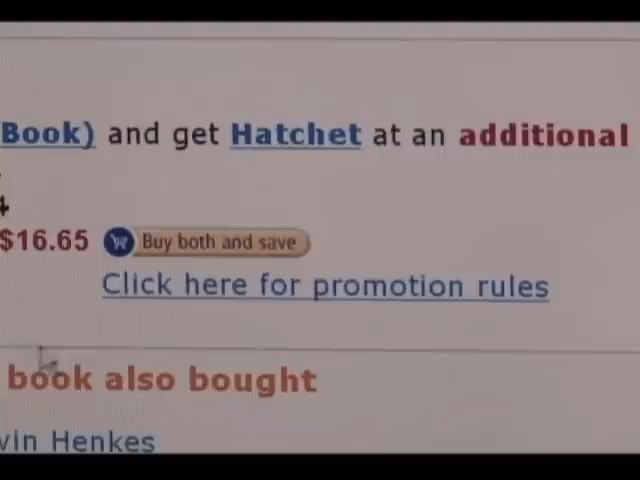 Book) and get Hatchet at an additional
$16.65 Buy both and save
Click here for promotion rules
book also bought
vin Henkes